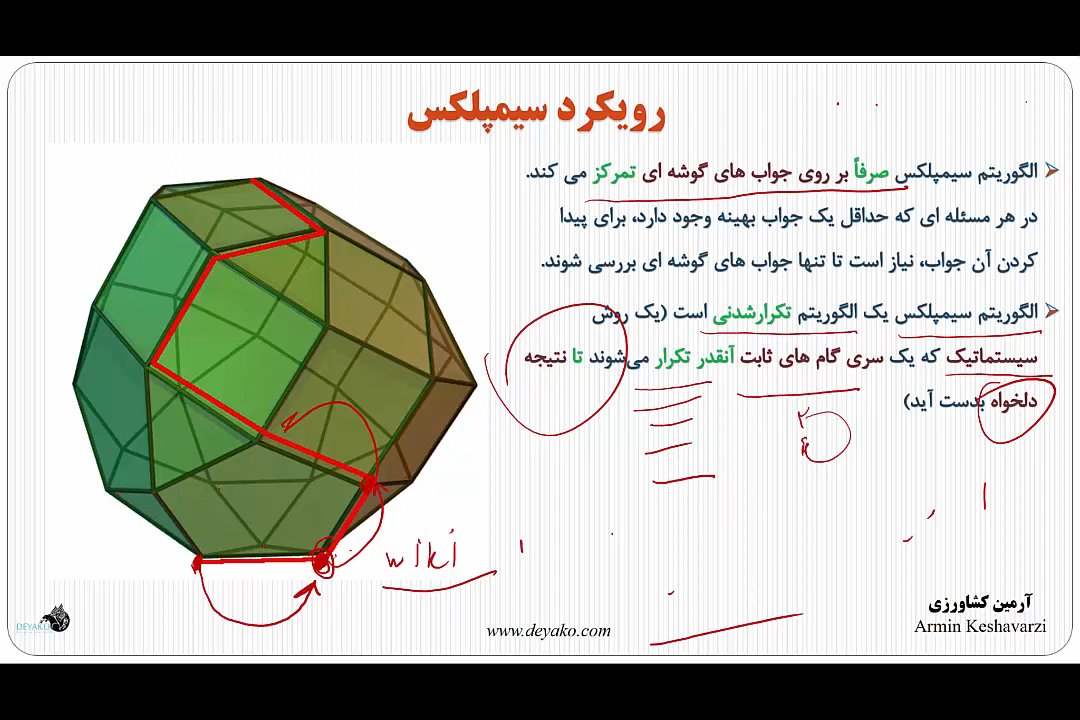 رویکرد سیمپلکس
الگوریتم سیمپلکس صرفاً بر روی جواب های گوشه ای تمرکز می کند.
در هر مسئله ای که حداقل یک جواب بهینه وجود دارد، برای پیدا
کردن آن جواب، نیاز است تا تنها جواب های گوشه ای بررسی شوند.
الگوریتم سیمپلکس یک الگوریتم تکرارشدنی است (یک روش
سیستماتیک که یک سری گام های ثابت آنقدر تکرار می‌شوند تا نتیجه
دلخواه بدست آید)
wiki
آرمین کشاورزی
Armin Keshavarzi
www.deyako.com
DEYAKO